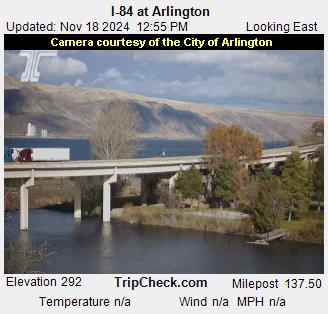 I-84 at Arlington
Updated: Nov 18 2024 12:55 PM Looking East
Camera courtesy of the City of Arlington
Elevation 292 TripCheck.com Milepost 137.50
Temperature n/a Wind n/a MPH n/a